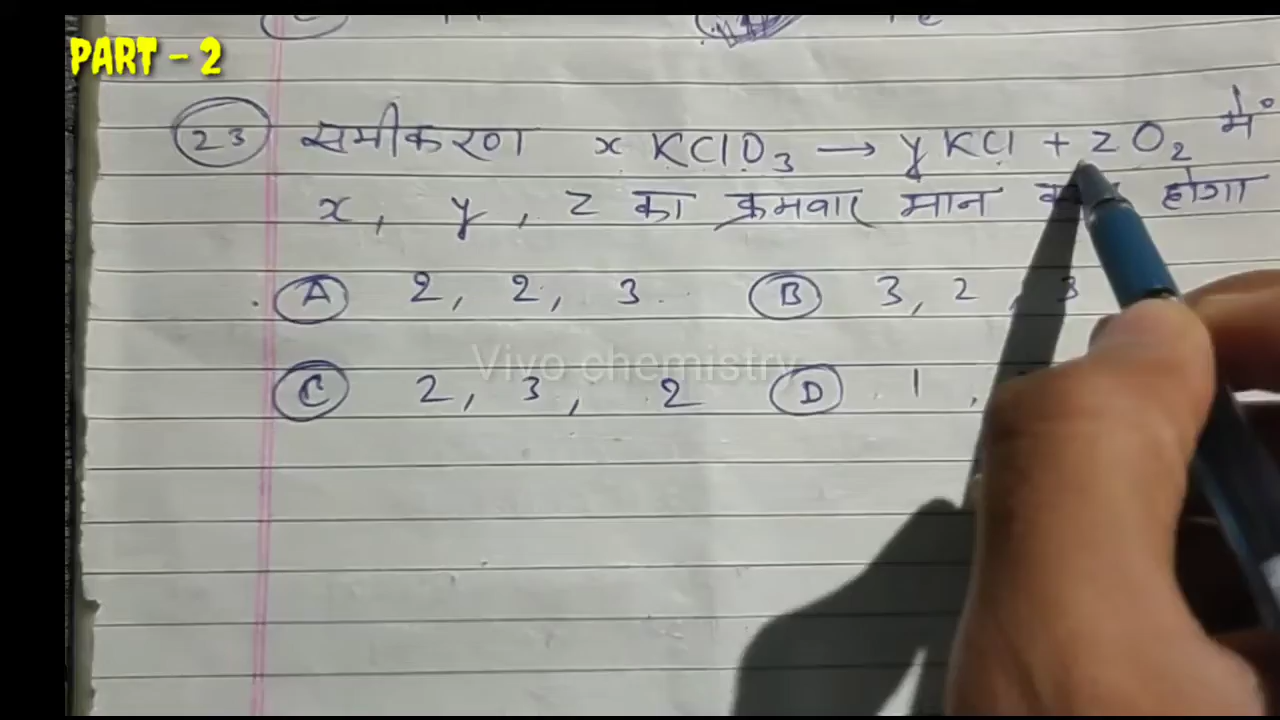 PART - 2
23 समीकरण x KClO3 → y KCl + z O2 में
x, y, z का क्रमवार मान होगा
A 2, 2, 3 B 3, 2, 3
Vivo chemistry
C 2, 3, 2 D 1,